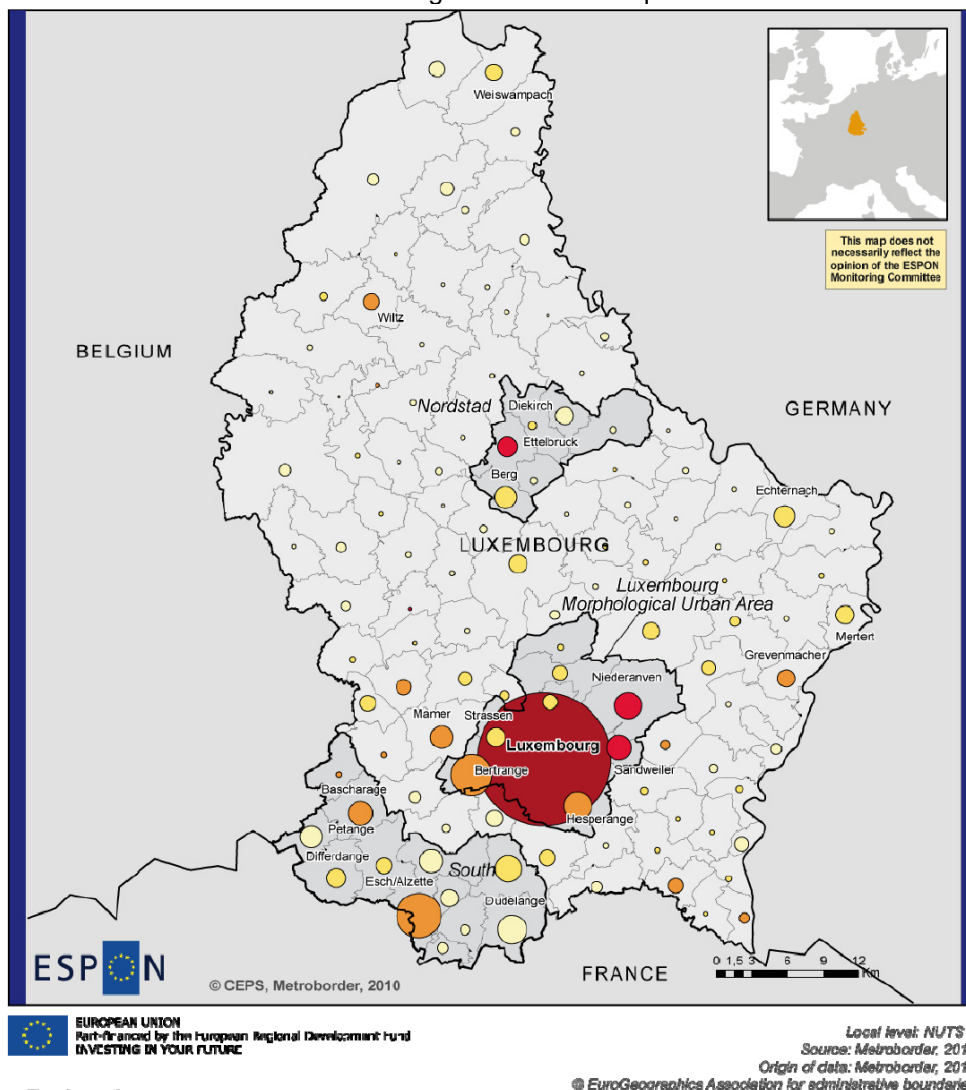 Weiswampach
This map does not
necessarily reflect the
opinion of the ESPON
Monitoring Committee
Wiltz
BELGIUM
Nordstad
Diekirch
GERMANY
Ettelbruck
Berg
Echternach
LUXEMBOURG
Luxembourg
Morphological Urban Area
Mertert
Grevenmacher
Niederanven
Mamer
Strassen
Luxembourg
Bertrange
Sandweiler
Bascharage
Hesperange
Petange
Differdange
South
Esch/Alzette
Dudelange
0 1,5 3 6 9 12
Km
FRANCE
ESPON
© CEPS, Metroborder, 2010
EUROPEAN UNION
Part-financed by the European Regional Development Fund
INVESTING IN YOUR FUTURE
Local level: NUTS
Source: Metroborder, 201
Origin of data: Metroborder, 201
© EuroGeographics Association for administrative boundar